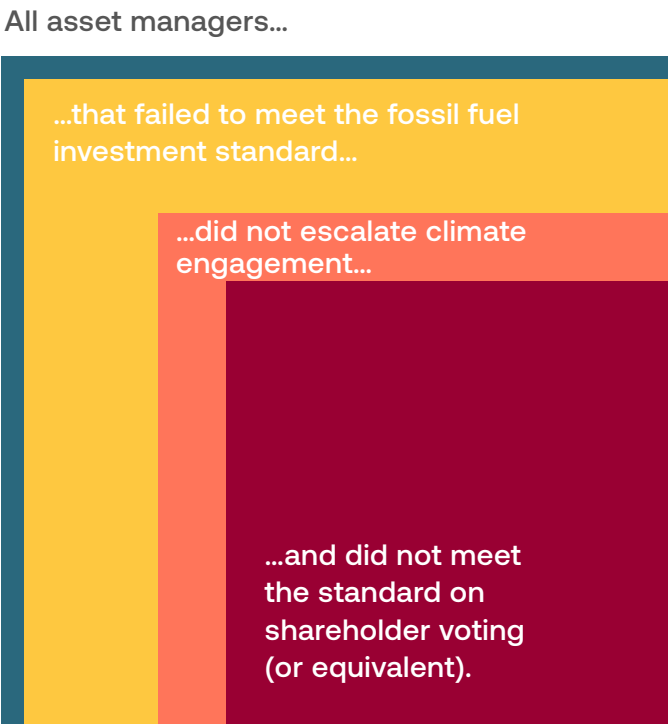 All asset managers...
...that failed to meet the fossil fuel
investment standard...
...did not escalate climate
engagement...
...and did not meet
the standard on
shareholder voting
(or equivalent).